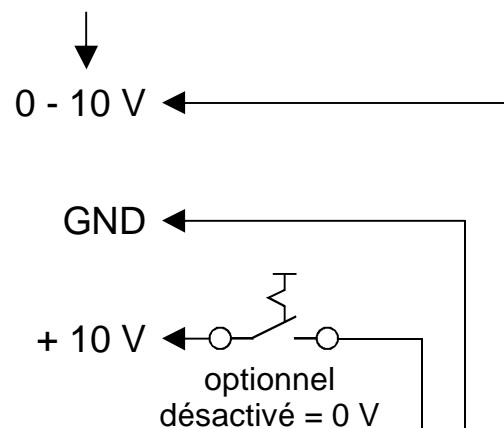 0 - 10 V
GND
+ 10 V
optionnel
désactivé = 0 V